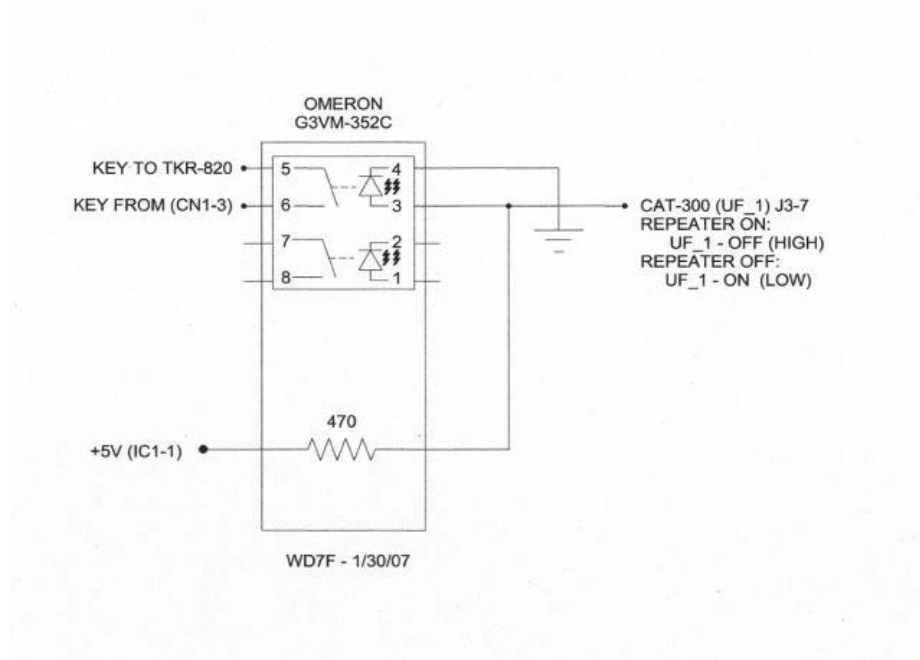 OMERON
G3VM-352C
KEY TO TKR-820
5
4
KEY FROM (CN1-3)
6
3
CAT-300 (UF_1) J3-7
REPEATER ON:
UF_1 - OFF (HIGH)
REPEATER OFF:
UF_1 - ON (LOW)
7
2
8
1
470
+5V (IC1-1)
WD7F - 1/30/07